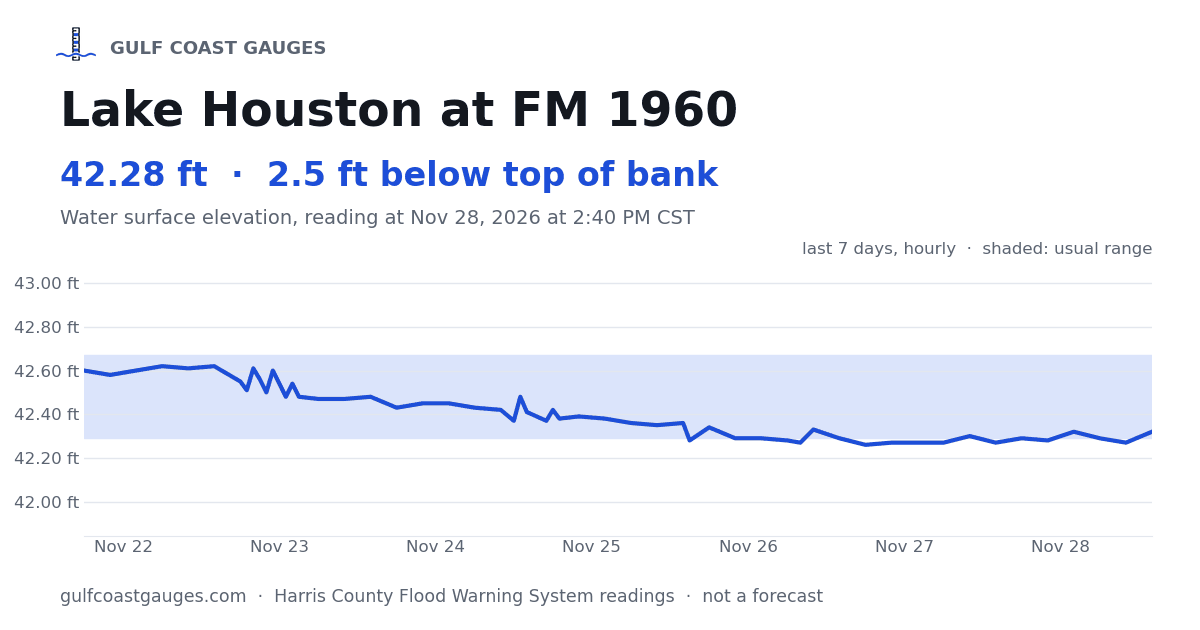 GULF COAST GAUGES
Lake Houston at FM 1960
42.28 ft · 2.5 ft below top of bank
Water surface elevation, reading at Nov 28, 2026 at 2:40 PM CST
last 7 days, hourly · shaded: usual range
43.00 ft
42.80 ft
42.60 ft
42.40 ft
42.20 ft
42.00 ft
Nov 22 Nov 23 Nov 24 Nov 25 Nov 26 Nov 27 Nov 28
gulfcoastgauges.com · Harris County Flood Warning System readings · not a forecast